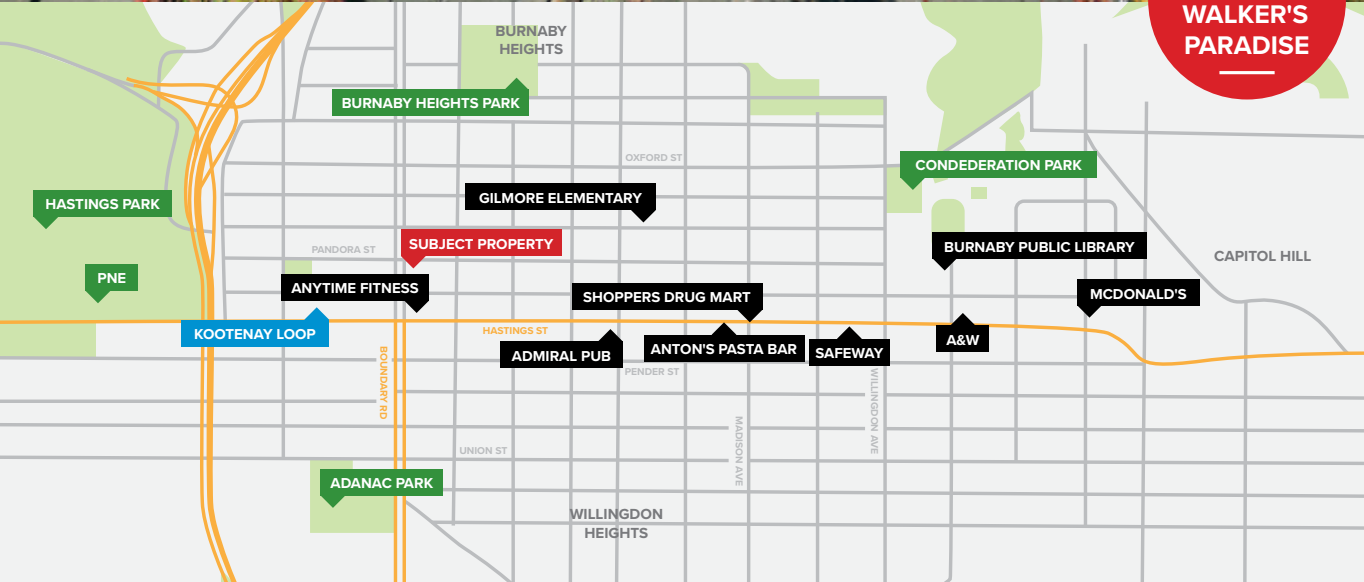 WALKER'S
PARADISE
BURNABY
HEIGHTS
BURNABY HEIGHTS PARK
OXFORD ST
CONDEDERATION PARK
GILMORE ELEMENTARY
HASTINGS PARK
SUBJECT PROPERTY
BURNABY PUBLIC LIBRARY
PANDORA ST
CAPITOL HILL
PNE
ANYTIME FITNESS
SHOPPERS DRUG MART
MCDONALD'S
KOOTENAY LOOP
HASTINGS ST
ADMIRAL PUB
ANTON'S PASTA BAR
SAFEWAY
A&W
BOUNDARY RD
PENDER ST
WILLINGDON AVE
MADISON AVE
UNION ST
ADANAC PARK
WILLINGDON
HEIGHTS